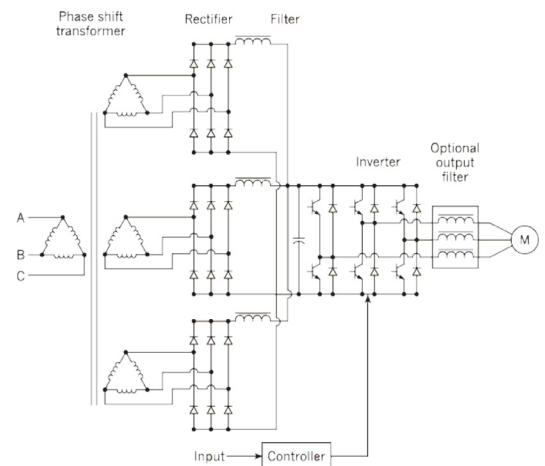 Phase shift
transformer
Rectifier
Filter
Inverter
Optional
output
filter
A
B
C
M
Input
Controller